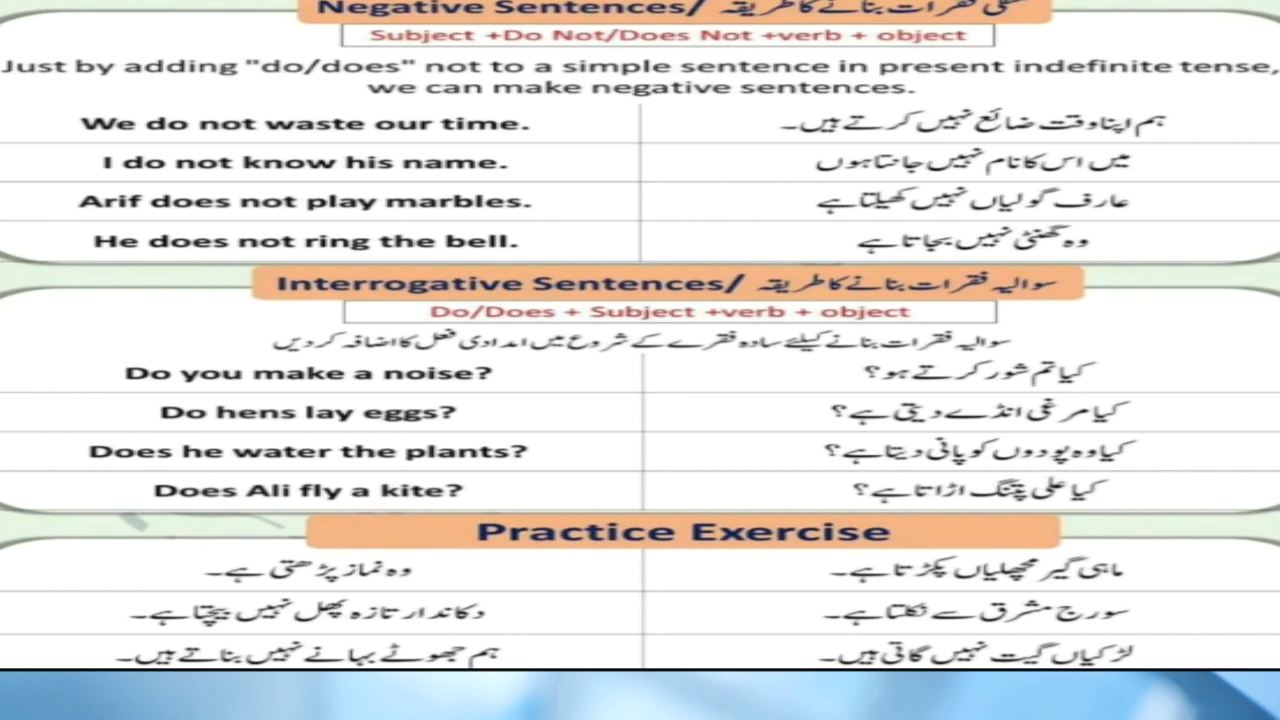 Negative Sentences/ منفی فقرات بنانے کا طریقہ
Subject +Do Not/Does Not +verb + object
Just by adding "do/does" not to a simple sentence in present indefinite tense,
we can make negative sentences.
We do not waste our time. ہم اپنا وقت ضائع نہیں کرتے ہیں۔
I do not know his name. میں اس کا نام نہیں جانتا ہوں
Arif does not play marbles. عارف گولیاں نہیں کھیلتا ہے
He does not ring the bell. وہ گھنٹی نہیں بجاتا ہے
Interrogative Sentences/ سوالیہ فقرات بنانے کا طریقہ
Do/Does + Subject +verb + object
سوالیہ فقرات بنانے کیلئے سادہ فقرے کے شروع میں امدادی فعل کا اضافہ کر دیں
Do you make a noise? کیا تم شور کرتے ہو؟
Do hens lay eggs? کیا مرغی انڈے دیتی ہے؟
Does he water the plants? کیا وہ پودوں کو پانی دیتا ہے؟
Does Ali fly a kite? کیا علی پتنگ اڑاتا ہے؟
Practice Exercise
ماہی گیر مچھلیاں پکڑتا ہے۔ وہ نماز پڑھتی ہے۔
سورج مشرق سے نکلتا ہے۔ دکاندار تازہ پھل نہیں بیچتا ہے۔
لڑکیاں گیت نہیں گاتی ہیں۔ ہم جھوٹے بہانے نہیں بناتے ہیں۔